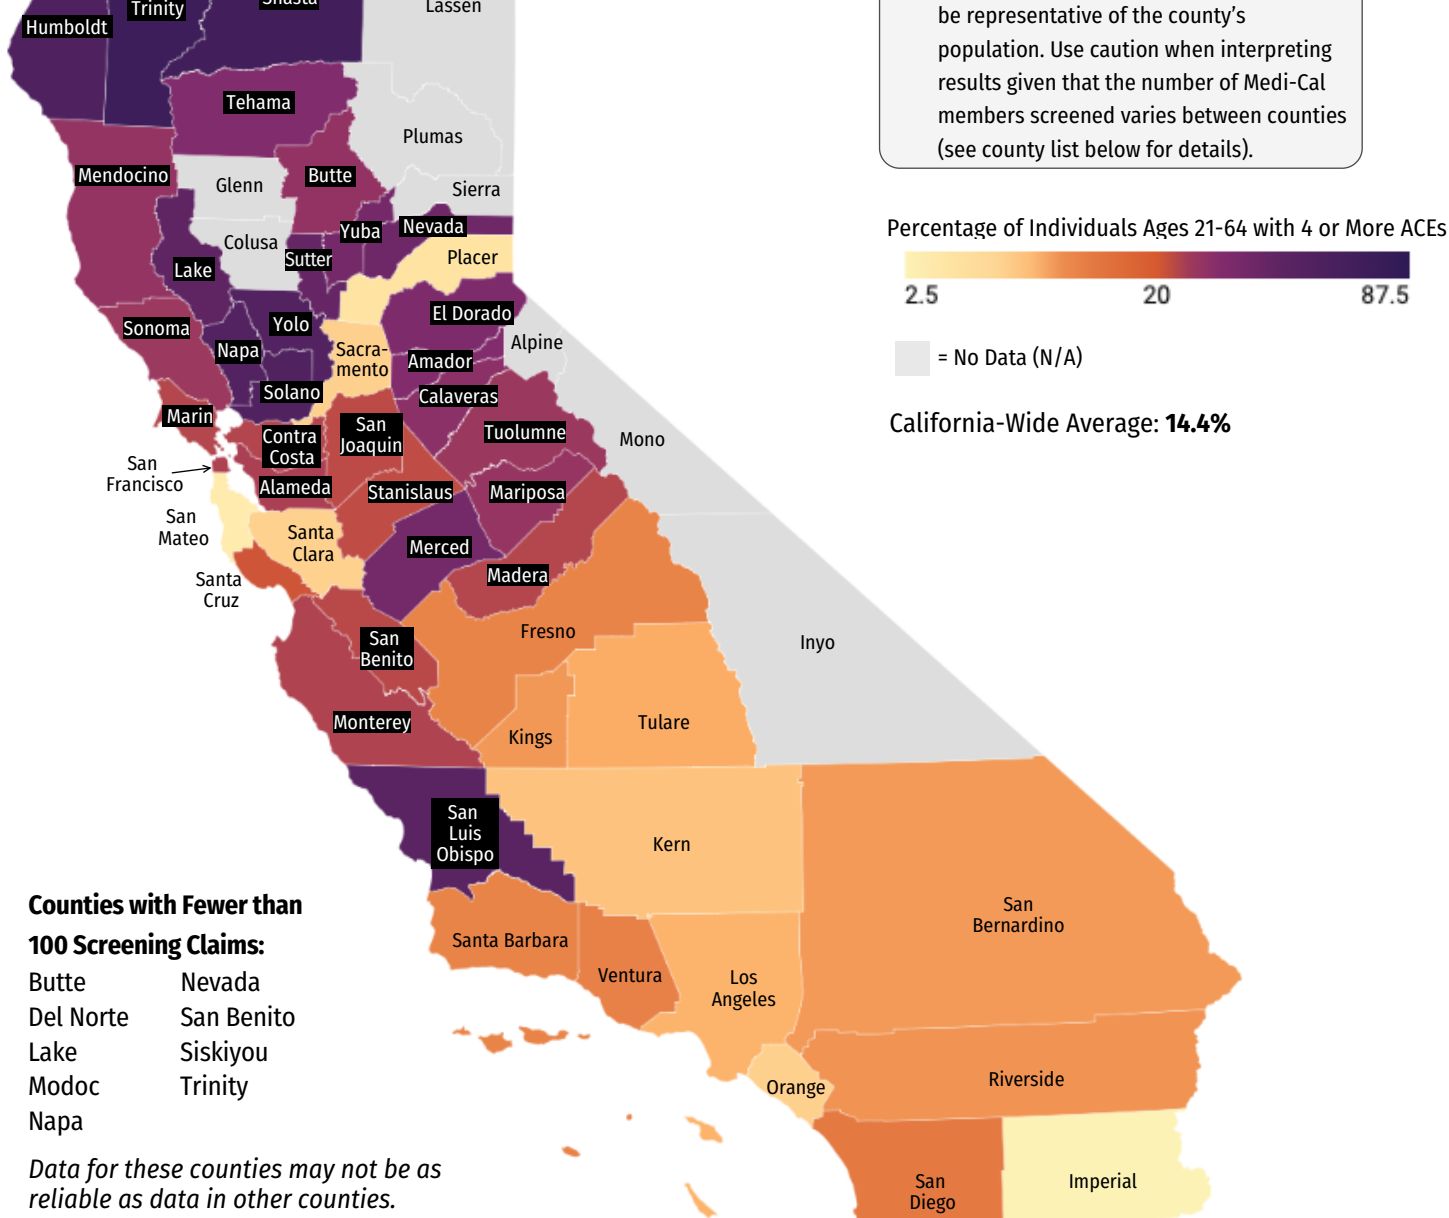 Humboldt
Trinity
Shasta
Lassen
Tehama
Plumas
Mendocino
Glenn
Butte
Sierra
Colusa
Yuba
Nevada
Lake
Sutter
Placer
Sonoma
Yolo
El Dorado
Napa
Sacra-
mento
Alpine
Amador
Solano
Calaveras
Marin
San
Joaquin
Contra
Costa
Tuolumne
Mono
San
Francisco
Alameda
Stanislaus
Mariposa
San
Mateo
Santa
Clara
Merced
Madera
Santa
Cruz
San
Benito
Fresno
Inyo
Monterey
Kings
Tulare
San
Luis
Obispo
Kern
Santa Barbara
Ventura
Los
Angeles
San
Bernardino
Orange
Riverside
San
Diego
Imperial
be representative of the county's
population. Use caution when interpreting
results given that the number of Medi-Cal
members screened varies between counties
(see county list below for details).
Percentage of Individuals Ages 21-64 with 4 or More ACEs
2.5 20 87.5
= No Data (N/A)
California-Wide Average: 14.4%
Counties with Fewer than
100 Screening Claims:
Butte
Del Norte
Lake
Modoc
Napa
Nevada
San Benito
Siskiyou
Trinity
Data for these counties may not be as
reliable as data in other counties.